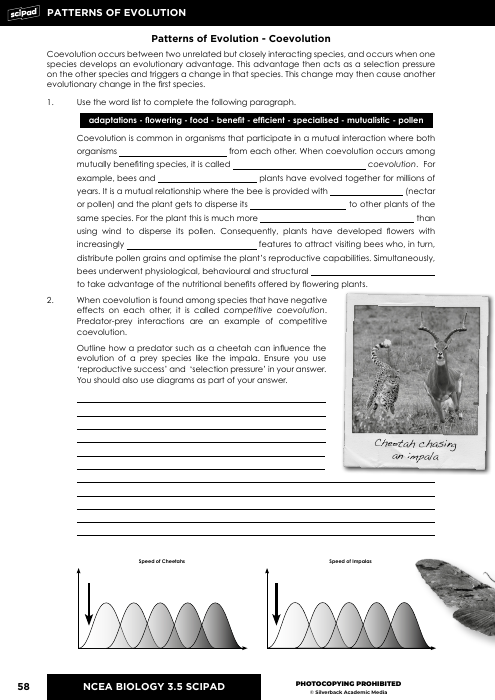 scipad PATTERNS OF EVOLUTION
Patterns of Evolution - Coevolution
Coevolution occurs between two unrelated but closely interacting species, and occurs when one
species develops an evolutionary advantage. This advantage then acts as a selection pressure
on the other species and triggers a change in that species. This change may then cause another
evolutionary change in the first species.
1. Use the word list to complete the following paragraph.
adaptations - flowering - food - benefit - efficient - specialised - mutualistic - pollen
Coevolution is common in organisms that participate in a mutual interaction where both
organisms ____ from each other. When coevolution occurs among
mutually benefiting species, it is called ____ coevolution. For
example, bees and ____ plants have evolved together for millions of
years. It is a mutual relationship where the bee is provided with ____ (nectar
or pollen) and the plant gets to disperse its ____ to other plants of the
same species. For the plant this is much more ____ than
using wind to disperse its pollen. Consequently, plants have developed flowers with
increasingly ____ features to attract visiting bees who, in turn,
distribute pollen grains and optimise the plant's reproductive capabilities. Simultaneously,
bees underwent physiological, behavioural and structural ____
to take advantage of the nutritional benefits offered by flowering plants.
2. When coevolution is found among species that have negative
effects on each other, it is called competitive coevolution.
Predator-prey interactions are an example of competitive
coevolution.
Outline how a predator such as a cheetah can influence the
evolution of a prey species like the impala. Ensure you use
'reproductive success' and 'selection pressure' in your answer.
You should also use diagrams as part of your answer.
Cheetah chasing
an impala
Speed of Cheetahs
Speed of Impalas
58 NCEA BIOLOGY 3.5 SCIPAD
PHOTOCOPYING PROHIBITED
© Silverback Academic Media